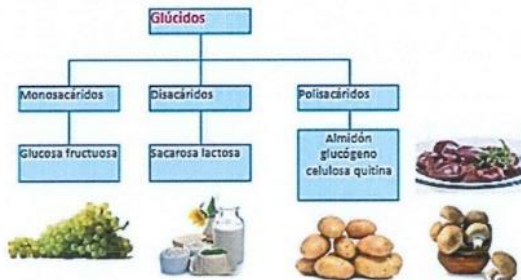 Glúcidos
Monosacáridos
Disacáridos
Polisacáridos
Glucosa fructuosa
Sacarosa lactosa
Almidón
glucógeno
celulosa quitina